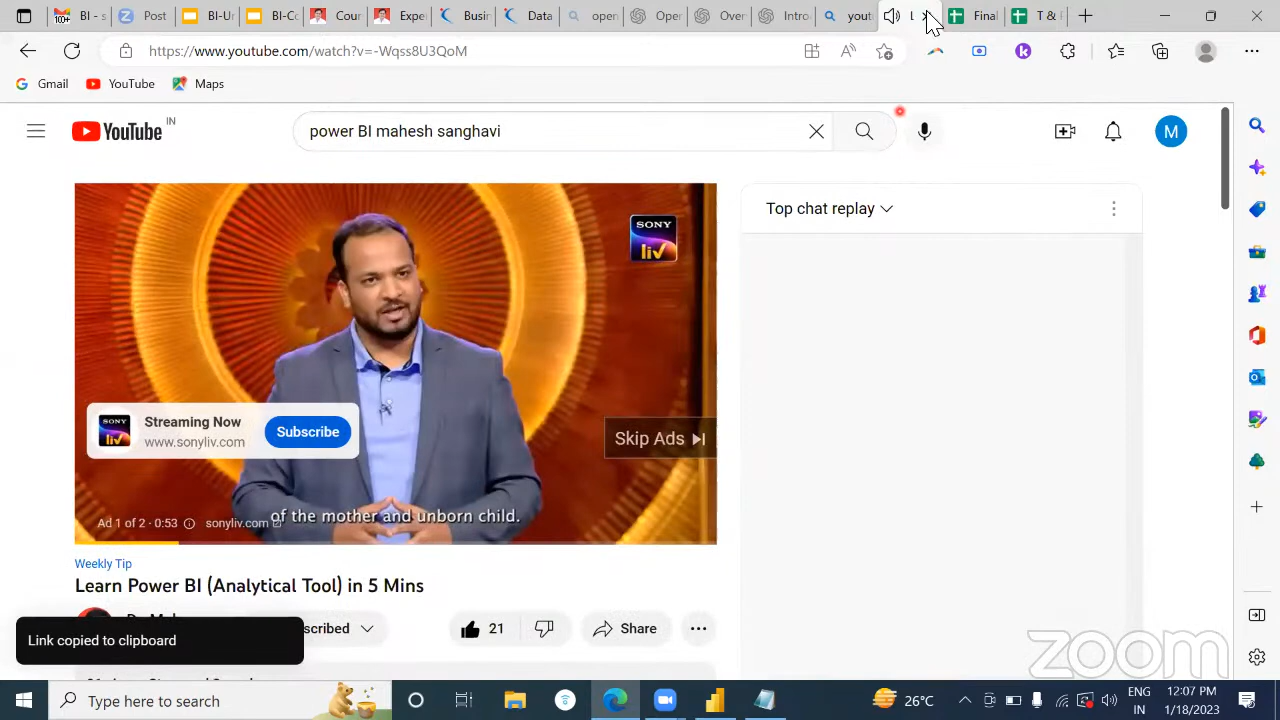 BI - s
Post
BI-Ur
BI-Co
Cour
Expe
Busir
Data
open
Oper
Over
Intro
yout
L
Final
T & I
https://www.youtube.com/watch?v=-Wqss8U3QoM
Gmail
YouTube
Maps
YouTube IN
power BI mahesh sanghavi
M
Top chat replay
SONY
liv
SONY
liv
Streaming Now
www.sonyliv.com
Subscribe
Skip Ads
of the mother and unborn child.
Ad 1 of 2 · 0:53
sonyliv.com
Weekly Tip
Learn Power BI (Analytical Tool) in 5 Mins
scribed
21
Share
Link copied to clipboard
zoom
Type here to search
26°C
ENG
IN
12:07 PM
1/18/2023